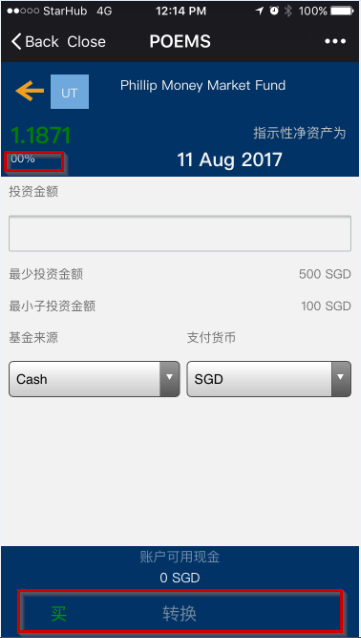 StarHub 4G 12:14 PM 100%
Back Close POEMS
UT Phillip Money Market Fund
1.1871 指示性净资产为
00% 11 Aug 2017
投资金额
最少投资金额 500 SGD
最小子投资金额 100 SGD
基金来源 支付货币
Cash SGD
账户可用现金
0 SGD
买 转换